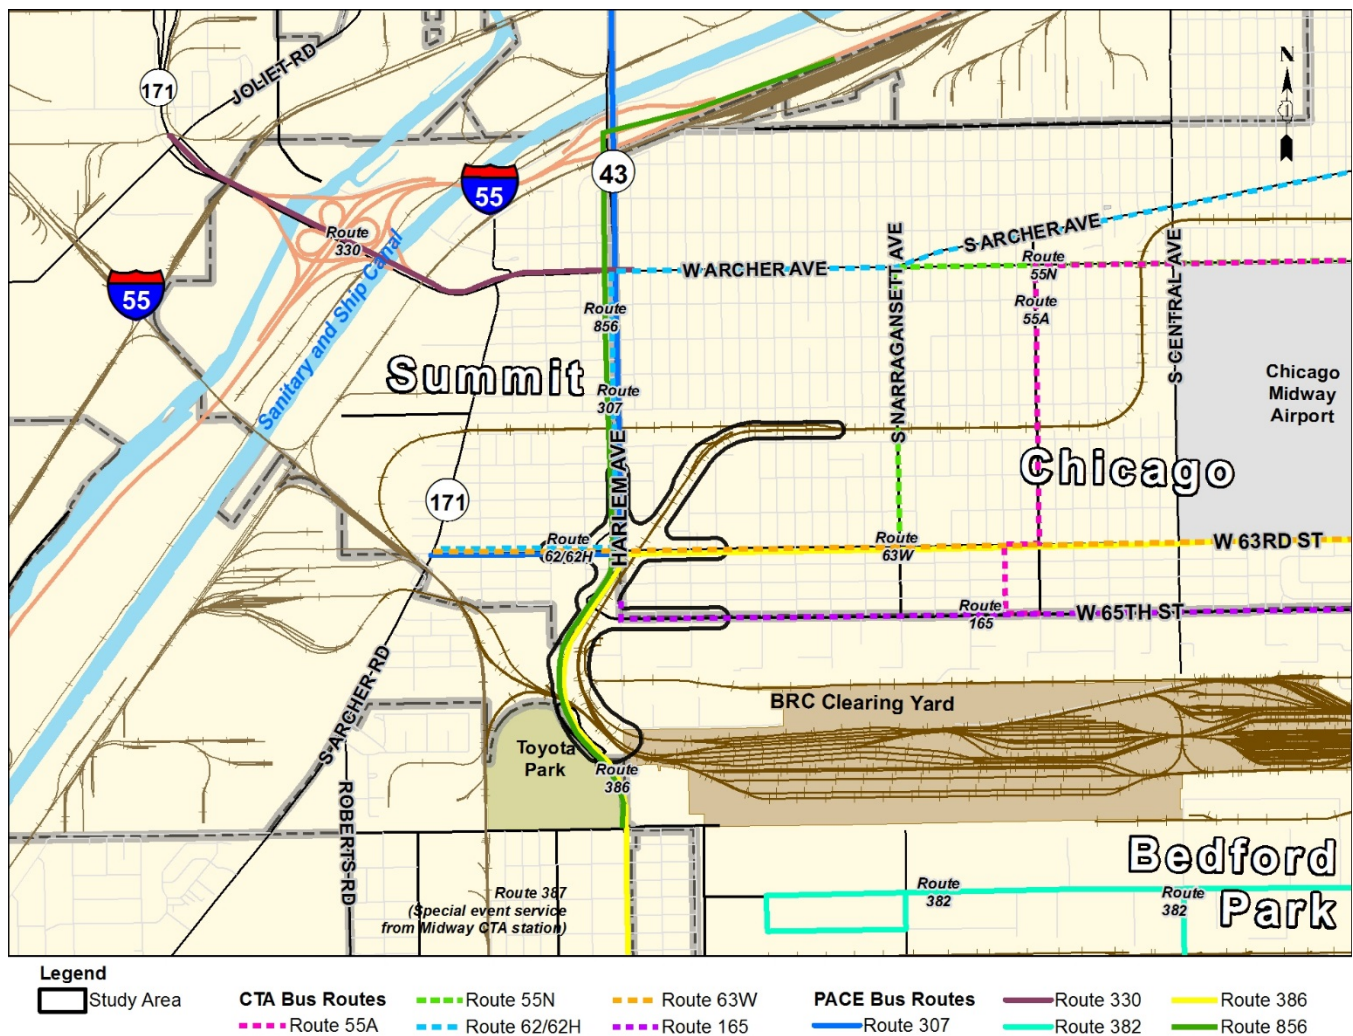 N
171
JOLIET RD
43
55
S ARCHER AVE
Route
330
W ARCHER AVE
Route
55N
S NARRAGANSETT AVE
S CENTRAL AVE
55
Sanitary and Ship Canal
Route
856
Route
55A
Summit
Chicago
Midway
Airport
Route
307
HARLEM AVE
Chicago
171
Route
62/62H
Route
63W
W 63RD ST
Route
165
W 65TH ST
S ARCHER RD
BRC Clearing Yard
Toyota
Park
Route
386
ROBERTS RD
Bedford
Park
Route 387
(Special event service
from Midway CTA station)
Route
382
Route
382
Legend
Study Area
CTA Bus Routes
Route 55N
Route 63W
PACE Bus Routes
Route 330
Route 386
Route 55A
Route 62/62H
Route 165
Route 307
Route 382
Route 856